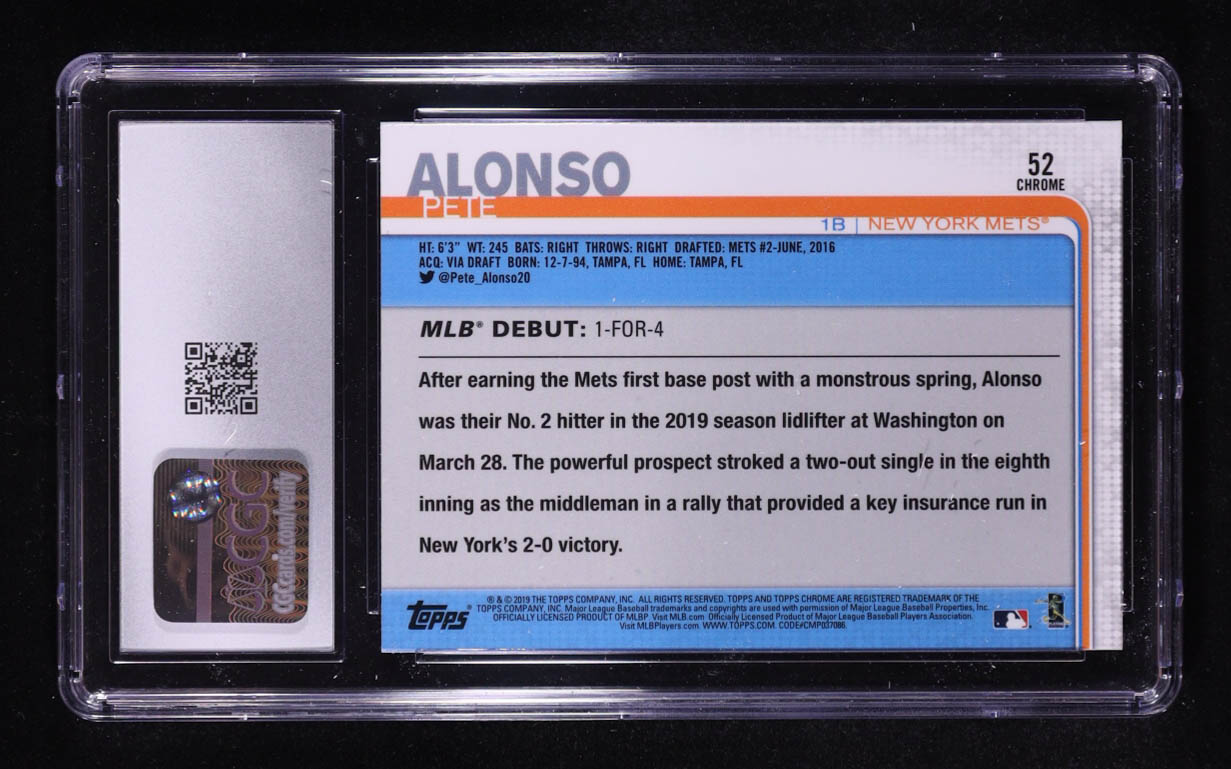 ALONSO
PETE
52
CHROME
1B | NEW YORK METS®
HT: 6'3" WT: 245 BATS: RIGHT THROWS: RIGHT DRAFTED: METS #2-JUNE, 2016
ACQ: VIA DRAFT BORN: 12-7-94, TAMPA, FL HOME: TAMPA, FL
@Pete_Alonso20
MLB® DEBUT: 1-FOR-4
After earning the Mets first base post with a monstrous spring, Alonso
was their No. 2 hitter in the 2019 season lidlifter at Washington on
March 28. The powerful prospect stroked a two-out single in the eighth
inning as the middleman in a rally that provided a key insurance run in
New York's 2-0 victory.
topps®
® & © 2019 THE TOPPS COMPANY, INC. ALL RIGHTS RESERVED. TOPPS AND TOPPS CHROME ARE REGISTERED TRADEMARK OF THE
TOPPS COMPANY, INC. Major League Baseball trademarks and copyrights are used with permission of Major League Baseball Properties, Inc.
OFFICIALLY LICENSED PRODUCT OF MLBP. Visit MLB.com Officially Licensed Product of Major League Baseball Players Association.
Visit MLBPlayers.com WWW.TOPPS.COM. CODE#CMP037086
CGC
CGCcards.com/verify